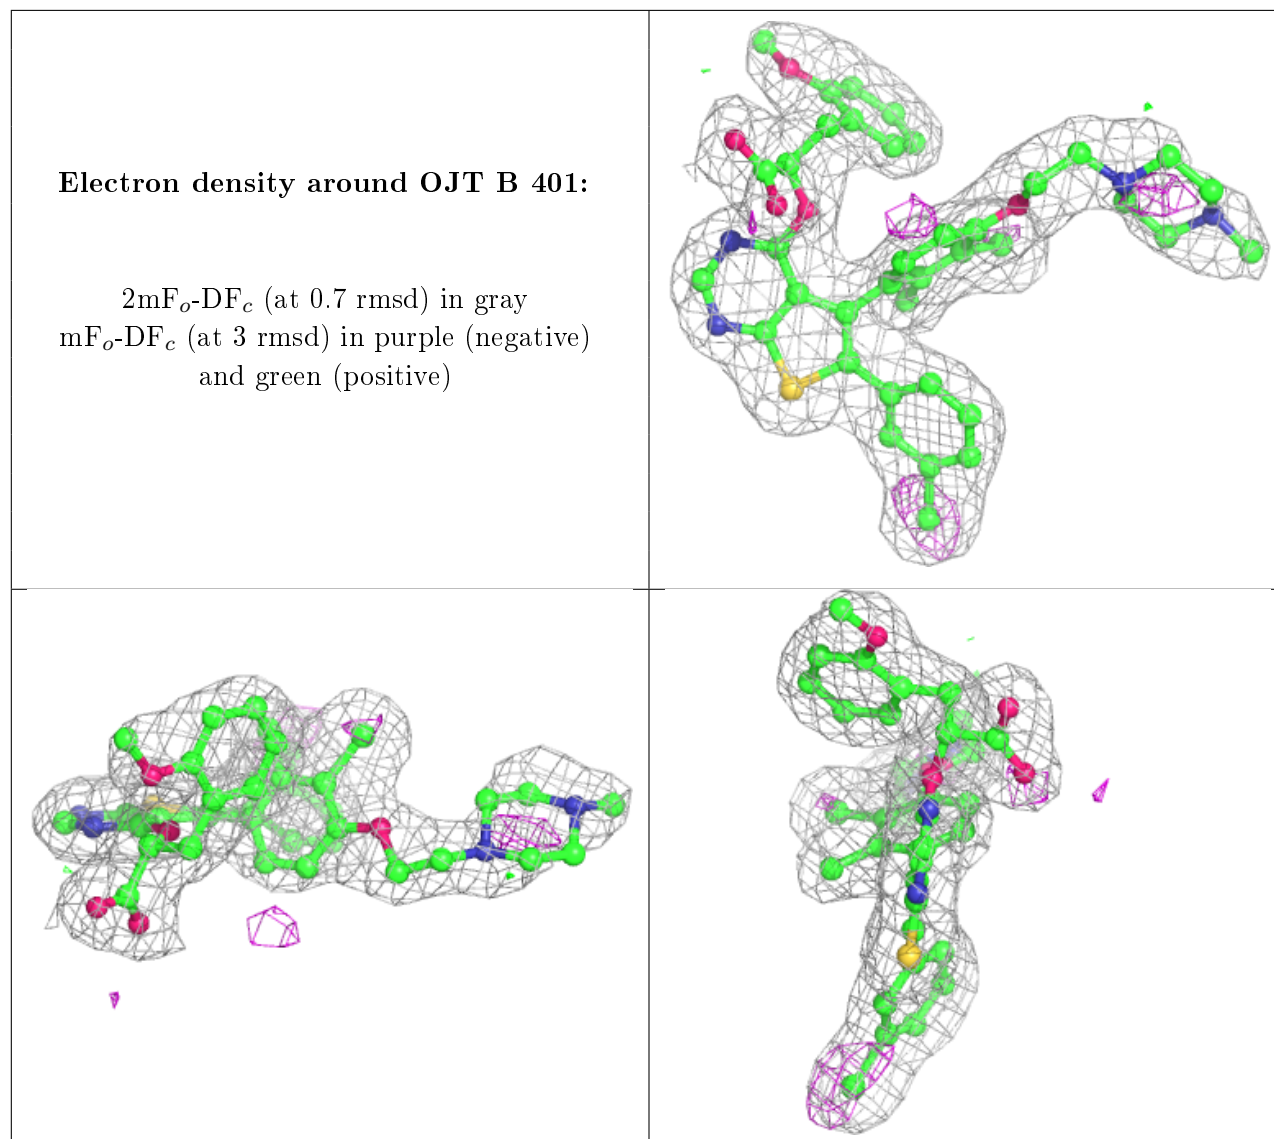 Electron density around OJT B 401:
2mFo-DFc (at 0.7 rmsd) in gray
mFo-DFc (at 3 rmsd) in purple (negative)
and green (positive)